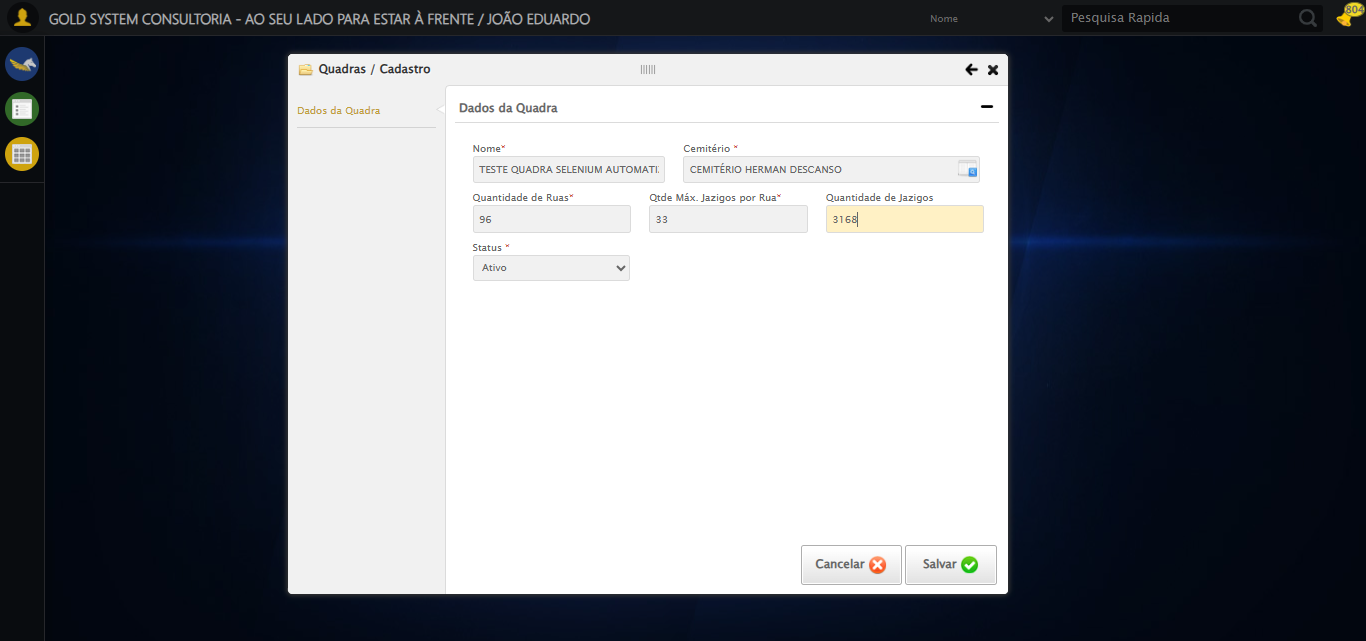 GOLD SYSTEM CONSULTORIA - AO SEU LADO PARA ESTAR À FRENTE / JOÃO EDUARDO
Nome
Pesquisa Rapida
804
Quadras / Cadastro
Dados da Quadra
Dados da Quadra
Nome* Cemitério *
TESTE QUADRA SELENIUM AUTOMATI. CEMITÉRIO HERMAN DESCANSO
Quantidade de Ruas* Qtde Máx. Jazigos por Rua* Quantidade de Jazigos
96 33 3168
Status *
Ativo
Cancelar Salvar